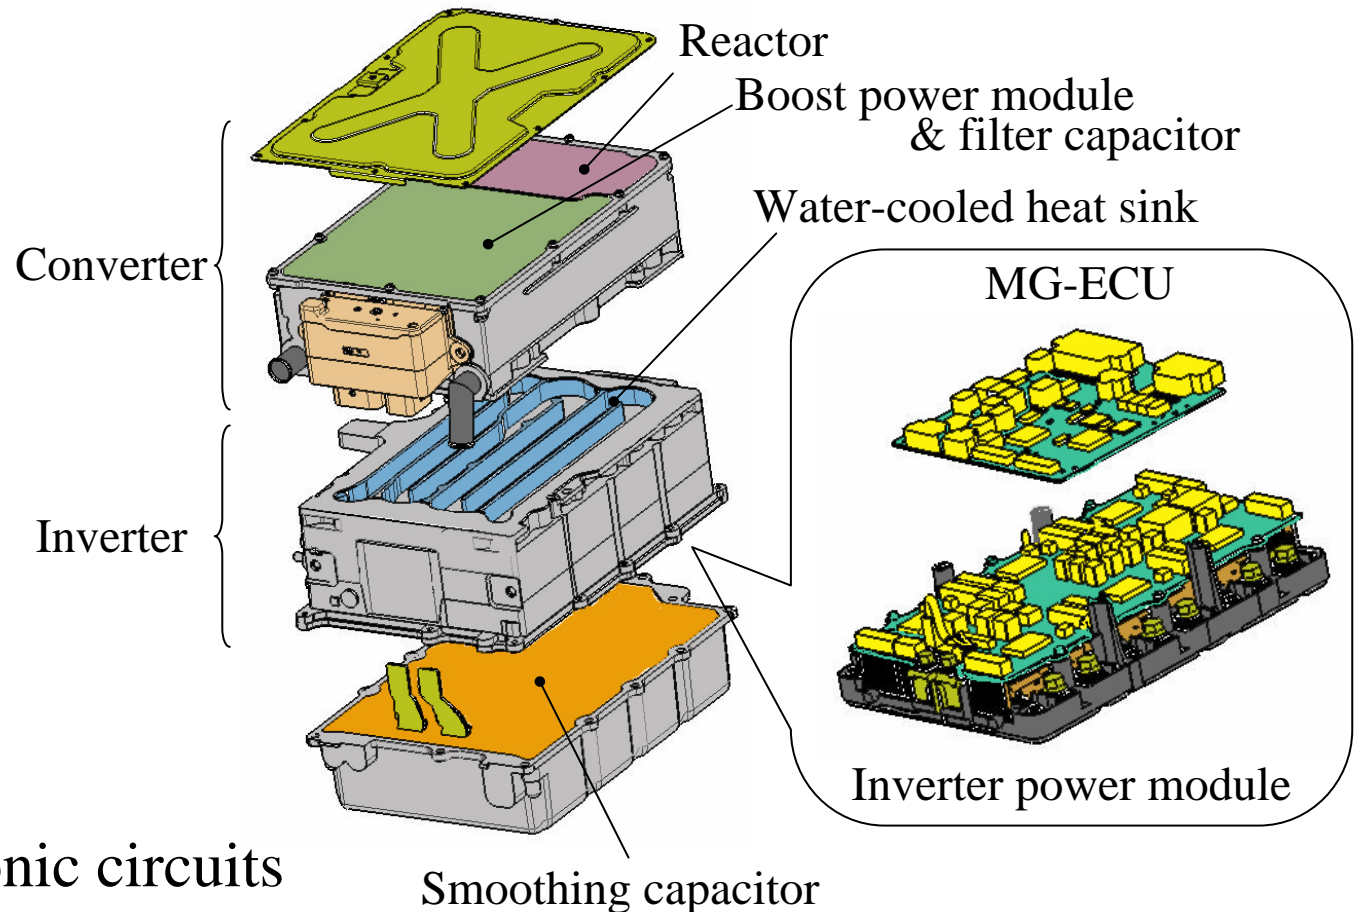 Reactor
Boost power module
& filter capacitor
Water-cooled heat sink
Converter
MG-ECU
Inverter
Inverter power module
circuits
Smoothing capacitor